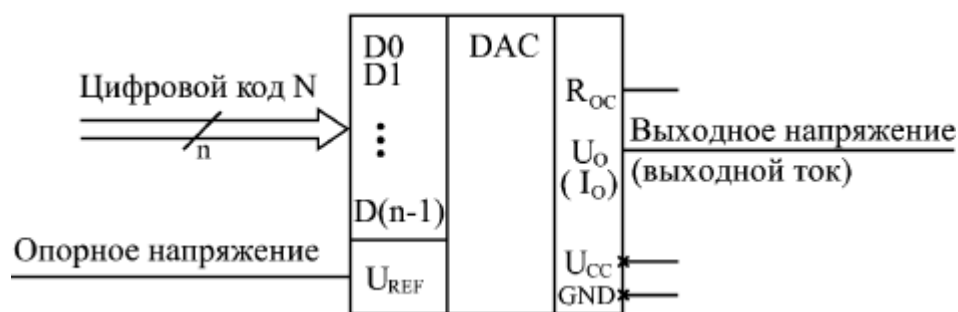 Цифровой код N
n
Опорное напряжение
D0
D1
D(n-1)
U_REF
DAC
R_OC
U_O
( I_O)
U_CC
GND
Выходное напряжение
(выходной ток)